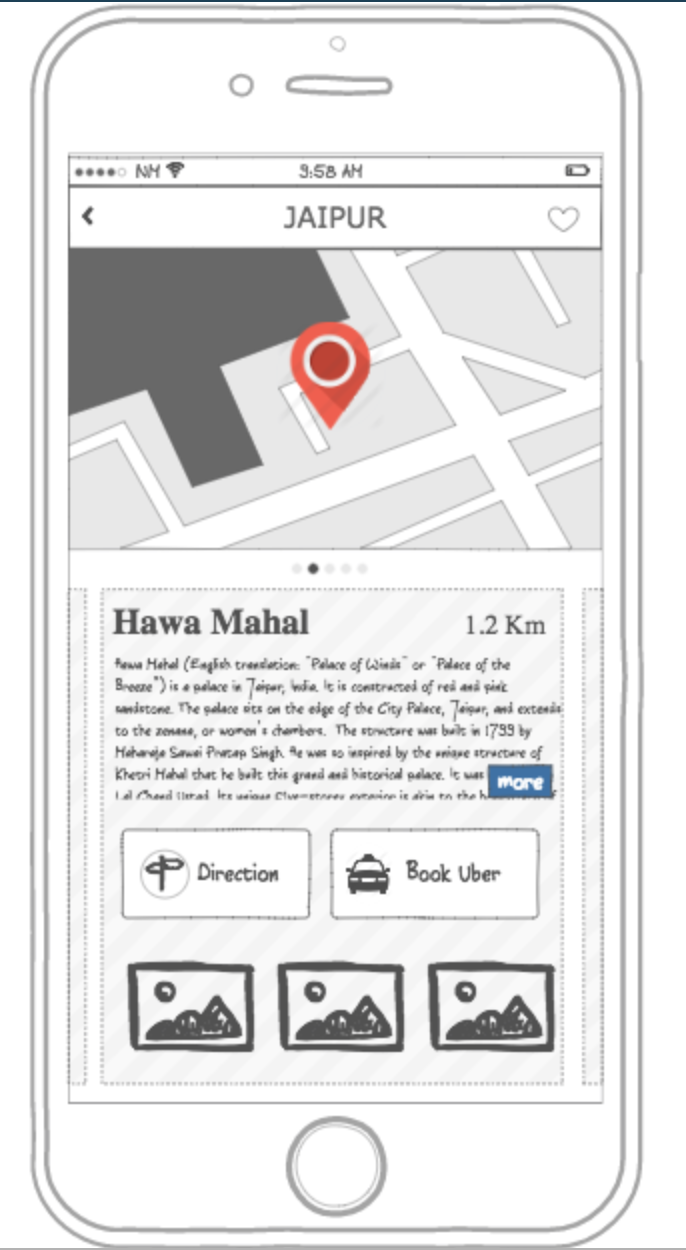 NM 9:58 AM
JAIPUR
Hawa Mahal 1.2 Km
Hawa Mahal (English translation: "Palace of Winds" or "Palace of the
Breeze") is a palace in Jaipur, India. It is constructed of red and pink
sandstone. The palace sits on the edge of the City Palace, Jaipur, and extends
to the zenana, or women's chambers. The structure was built in 1799 by
Maharaja Sawai Pratap Singh. He was so inspired by the unique structure of
Khetri Mahal that he built this grand and historical palace. It was
more
Lal Chand Ustad. Its unique five-storey exterior is akin to the
Direction
Book Uber